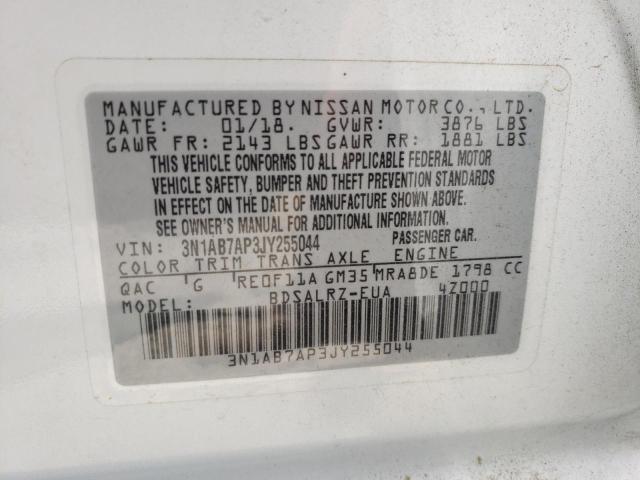 MANUFACTURED BY NISSAN MOTOR CO., LTD.
DATE: 01/18. GVWR: 3876 LBS
GAWR FR: 2143 LBS GAWR RR: 1881 LBS
THIS VEHICLE CONFORMS TO ALL APPLICABLE FEDERAL MOTOR
VEHICLE SAFETY, BUMPER AND THEFT PREVENTION STANDARDS
IN EFFECT ON THE DATE OF MANUFACTURE SHOWN ABOVE.
SEE OWNER'S MANUAL FOR ADDITIONAL INFORMATION.
VIN: 3N1AB7AP3JY255044 PASSENGER CAR.
COLOR TRIM TRANS AXLE ENGINE
QAC G RE0F11A GM35 MRA8DE 1798 CC
MODEL: BDSALRZ-EUA 4Z000
3N1AB7AP3JY255044